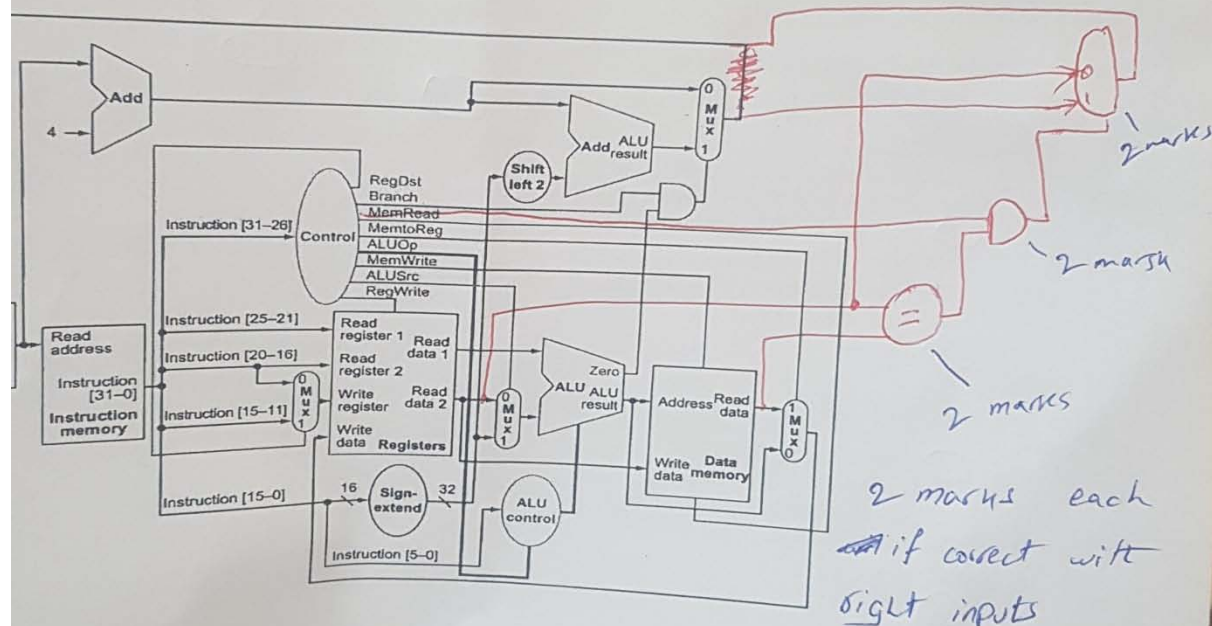 Add
4
Add ALU
result
0
M
u
x
1
Shift
left 2
RegDst
Branch
MemRead
MemtoReg
ALUOp
MemWrite
ALUSrc
RegWrite
Control
Instruction [31–26]
Instruction [25–21]
Instruction [20–16]
Instruction [15–11]
Instruction [15–0]
Instruction [5–0]
Read
address
Instruction
[31–0]
Instruction
memory
0
M
u
x
1
Read
register 1
Read
data 1
Read
register 2
Write
register
Read
data 2
Write
data
Registers
16
Sign-
extend
32
0
M
u
x
1
Zero
ALU ALU
result
ALU
control
Address
Read
data
Write
data
Data
memory
1
M
u
x
0
0
1
=
2 marks
2 marsk
2 marks
2 marks each
if correct with
right inputs